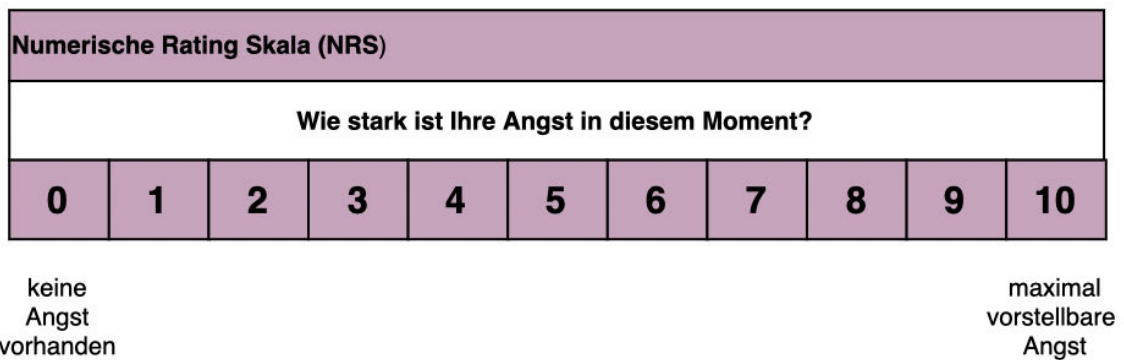 Numerische Rating Skala (NRS)
Wie stark ist Ihre Angst in diesem Moment?
0 1 2 3 4 5 6 7 8 9 10
keine
Angst
vorhanden
maximal
vorstellbare
Angst